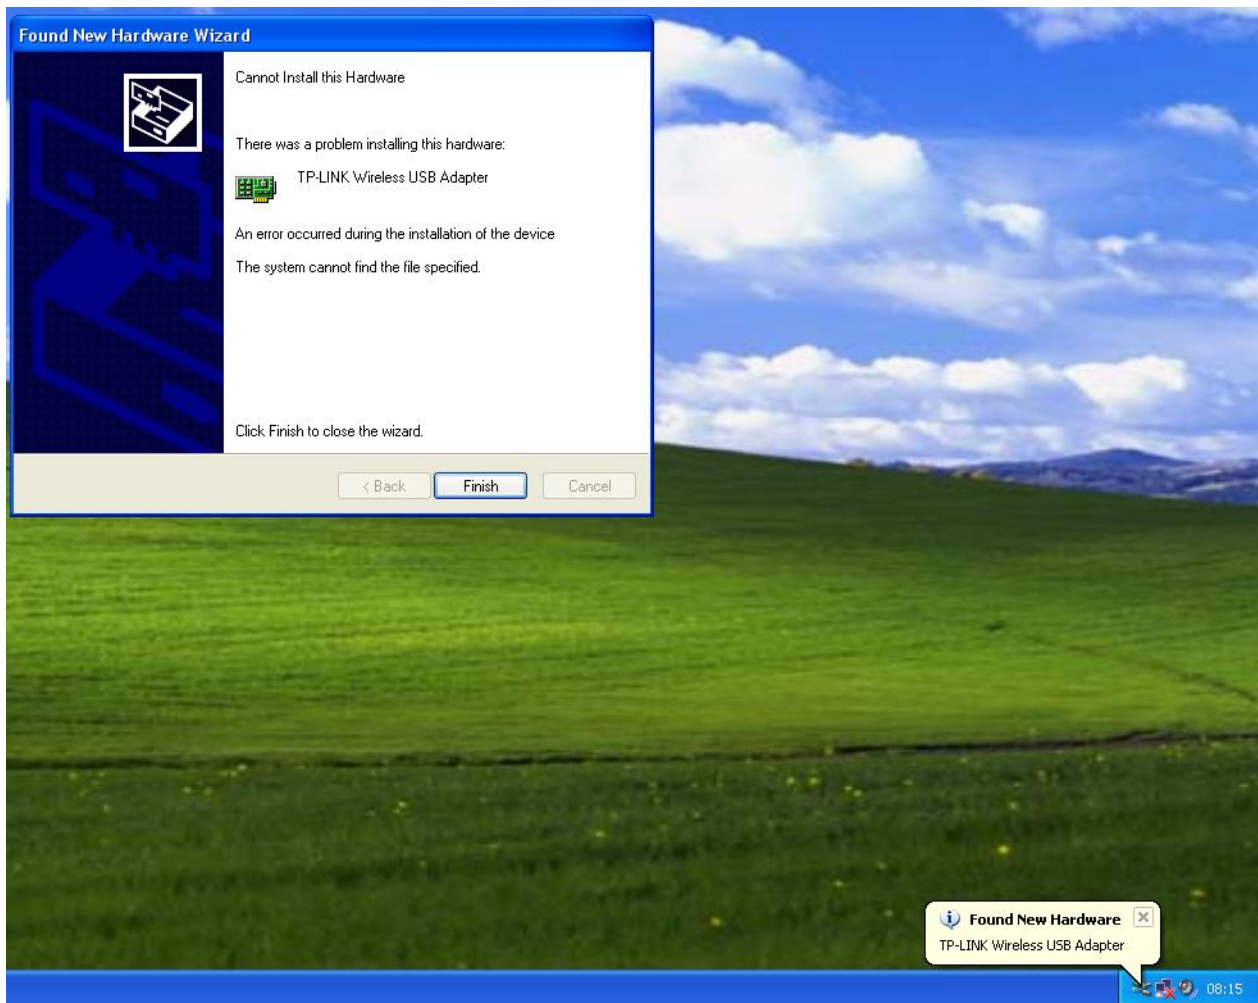 Found New Hardware Wizard
Cannot Install this Hardware
There was a problem installing this hardware:
TP-LINK Wireless USB Adapter
An error occurred during the installation of the device
The system cannot find the file specified.
Click Finish to close the wizard.
< Back
Finish
Cancel
Found New Hardware
TP-LINK Wireless USB Adapter
08:15